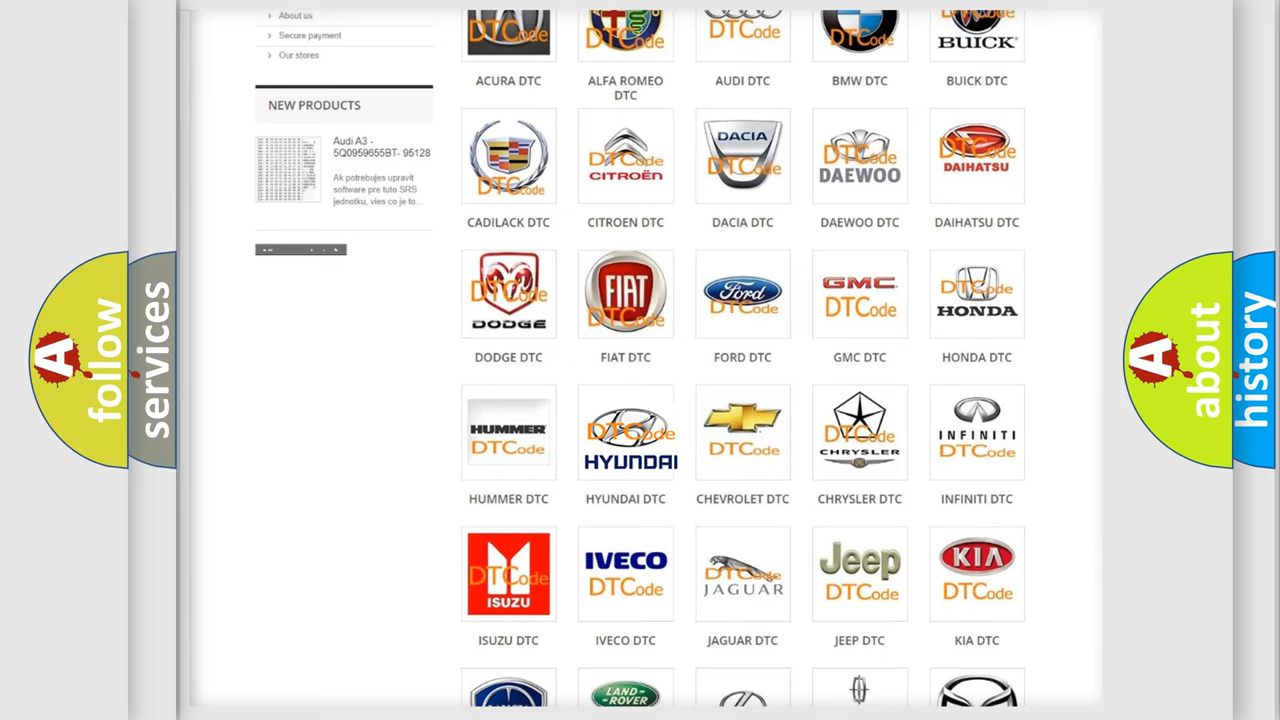 About us
Secure payment
Our stores
NEW PRODUCTS
Audi A3 -
5Q0959655BT- 95128
Ak potrebujes upravit
software pre tuto SRS
jednotku, vies co je to...
DTCode
DTCode
DTCode
DTCode
BUICK
ACURA DTC
ALFA ROMEO
DTC
AUDI DTC
BMW DTC
BUICK DTC
DTCode
DTCode
CITROËN
DACIA
DTCode
DTCode
DAEWOO
DTCode
DAIHATSU
CADILACK DTC
CITROEN DTC
DACIA DTC
DAEWOO DTC
DAIHATSU DTC
DTCode
DODGE
FIAT
DTCode
Ford
DTCode
GMC
DTCode
DTCode
HONDA
DODGE DTC
FIAT DTC
FORD DTC
GMC DTC
HONDA DTC
HUMMER
DTCode
DTCode
HYUNDAI
DTCode
DTCode
CHRYSLER
INFINITI
DTCode
HUMMER DTC
HYUNDAI DTC
CHEVROLET DTC
CHRYSLER DTC
INFINITI DTC
DTCode
ISUZU
IVECO
DTCode
DTCode
JAGUAR
Jeep
DTCode
KIA
DTCode
ISUZU DTC
IVECO DTC
JAGUAR DTC
JEEP DTC
KIA DTC
LAND-
ROVER
A
follow
services
A
about
history